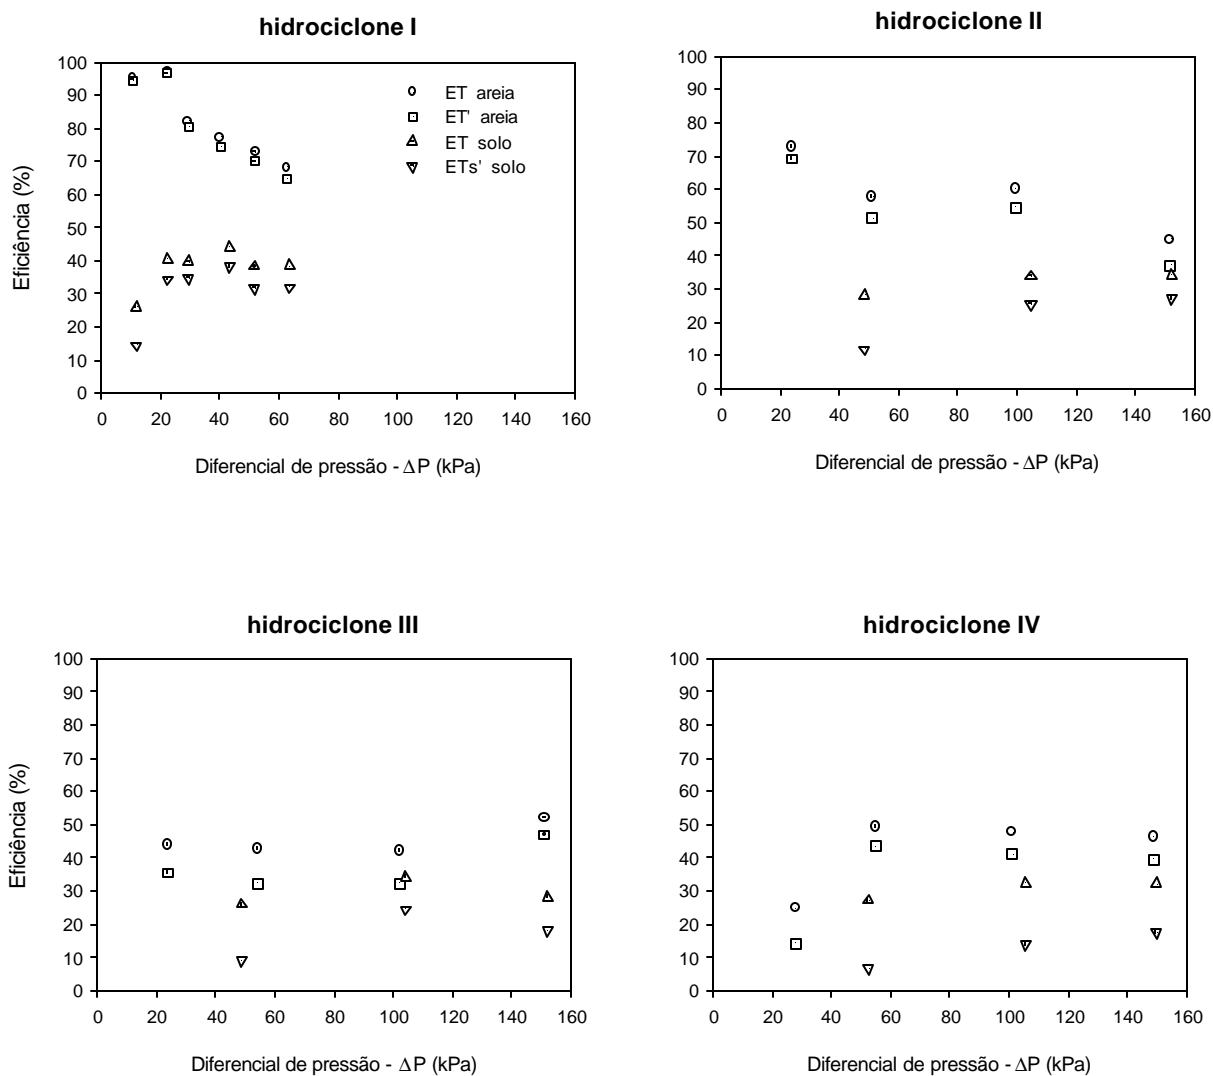 hidrociclone I
100
90
80
70
60
50
40
30
20
10
0
0 20 40 60 80 100 120 140 160
Eficiência (%)
Diferencial de pressão - ΔP (kPa)
ET areia
ET' areia
ET solo
ETs' solo
hidrociclone II
100
90
80
70
60
50
40
30
20
10
0
0 20 40 60 80 100 120 140 160
Diferencial de pressão - ΔP (kPa)
hidrociclone III
100
90
80
70
60
50
40
30
20
10
0
0 20 40 60 80 100 120 140 160
Eficiência (%)
Diferencial de pressão - ΔP (kPa)
hidrociclone IV
100
90
80
70
60
50
40
30
20
10
0
0 20 40 60 80 100 120 140 160
Diferencial de pressão - ΔP (kPa)